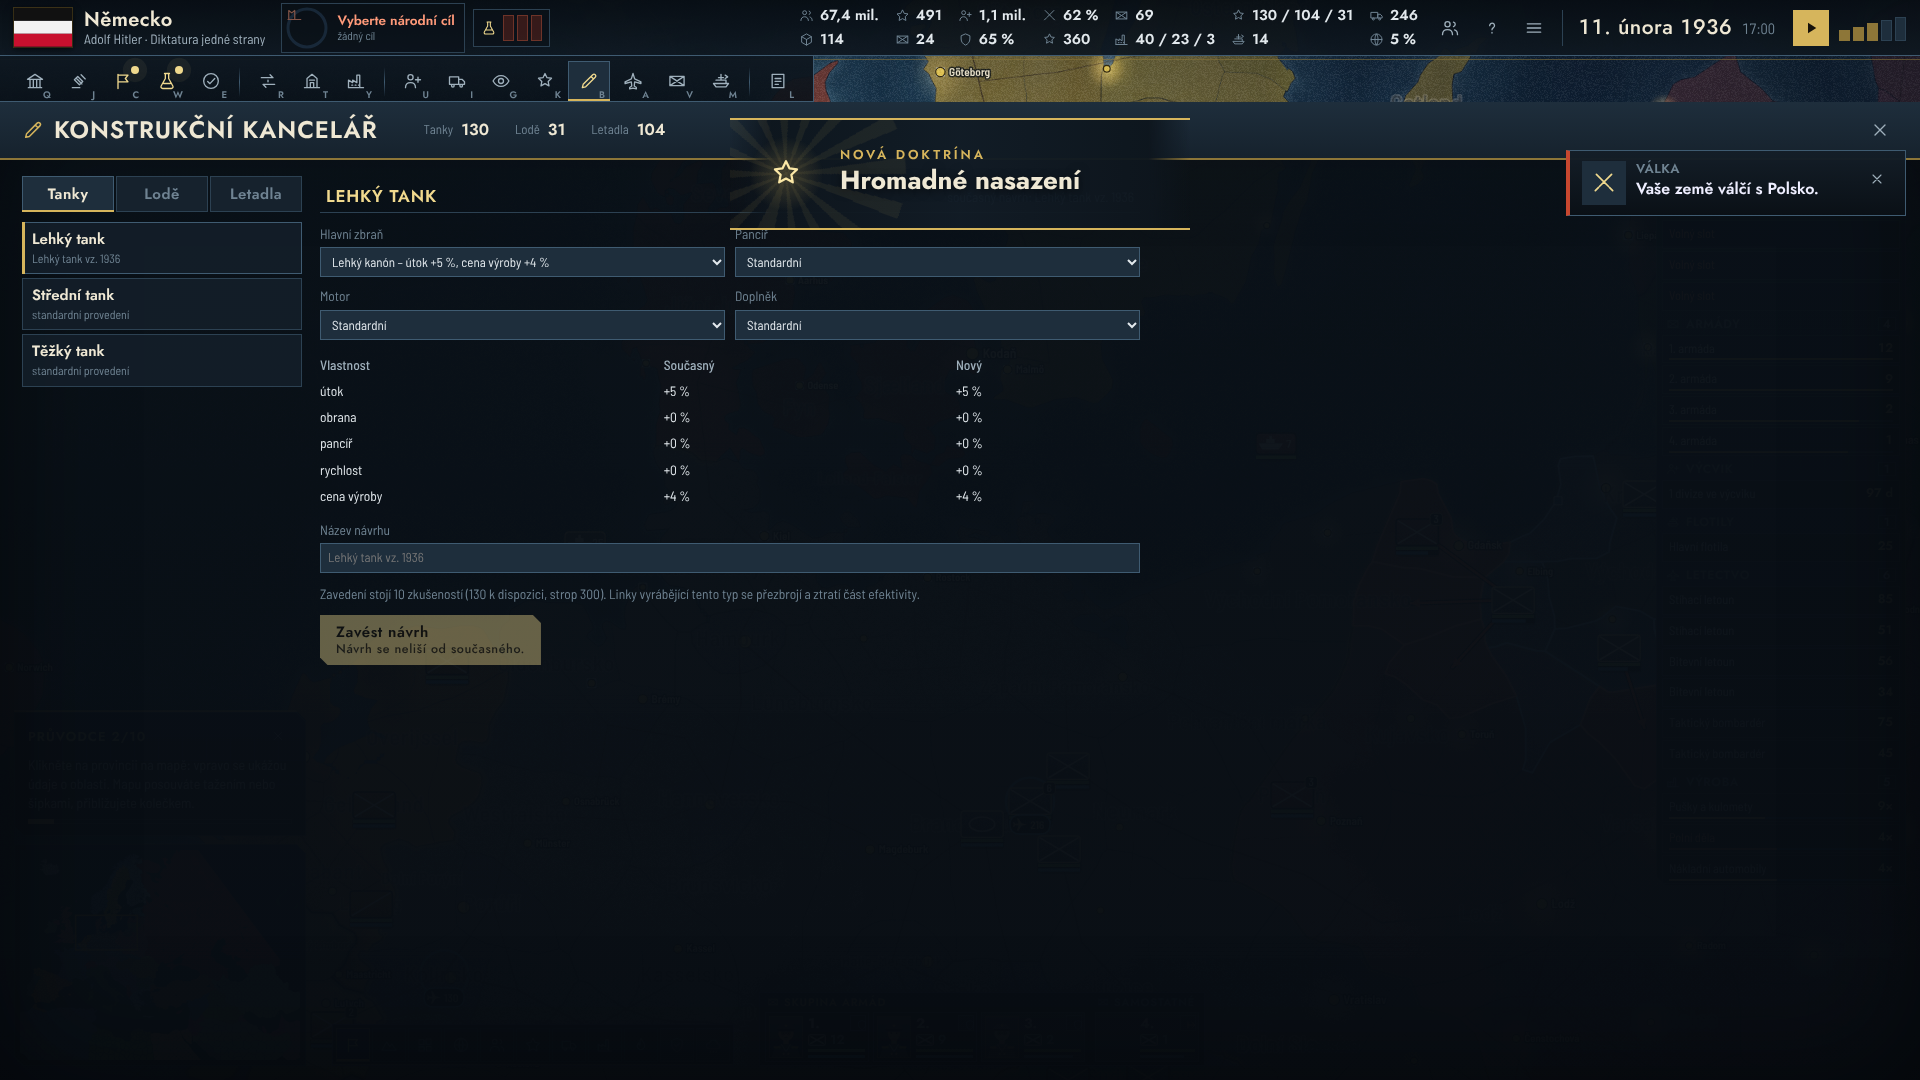 Německo
Adolf Hitler · Diktatura jedné strany
Vyberte národní cíl
žádný cíl
67,4 mil.
491
1,1 mil.
62 %
69
130 / 104 / 31
246
114
24
65 %
360
40 / 23 / 3
14
5 %
11. února 1936 17:00
Q J C W E R T Y U I G K B A V M L
Göteborg
KONSTRUKČNÍ KANCELÁŘ
Tanky 130 Lodě 31 Letadla 104
NOVÁ DOKTRÍNA
Hromadné nasazení
VÁLKA
Vaše země válčí s Polsko.
Tanky Lodě Letadla
Lehký tank
Lehký tank vz. 1936
Střední tank
standardní provedení
Těžký tank
standardní provedení
LEHKÝ TANK
Hlavní zbraň Pancíř
Lehký kanón – útok +5 %, cena výroby +4 % Standardní
Motor Doplněk
Standardní Standardní
Vlastnost Současný Nový
útok +5 % +5 %
obrana +0 % +0 %
pancíř +0 % +0 %
rychlost +0 % +0 %
cena výroby +4 % +4 %
Název návrhu
Lehký tank vz. 1936
Zavedení stojí 10 zkušeností (130 k dispozici, strop 300). Linky vyrábějící tento typ se přezbrojí a ztratí část efektivity.
Zavést návrh
Návrh se neliší od současného.
PRŮVODCE 2/10